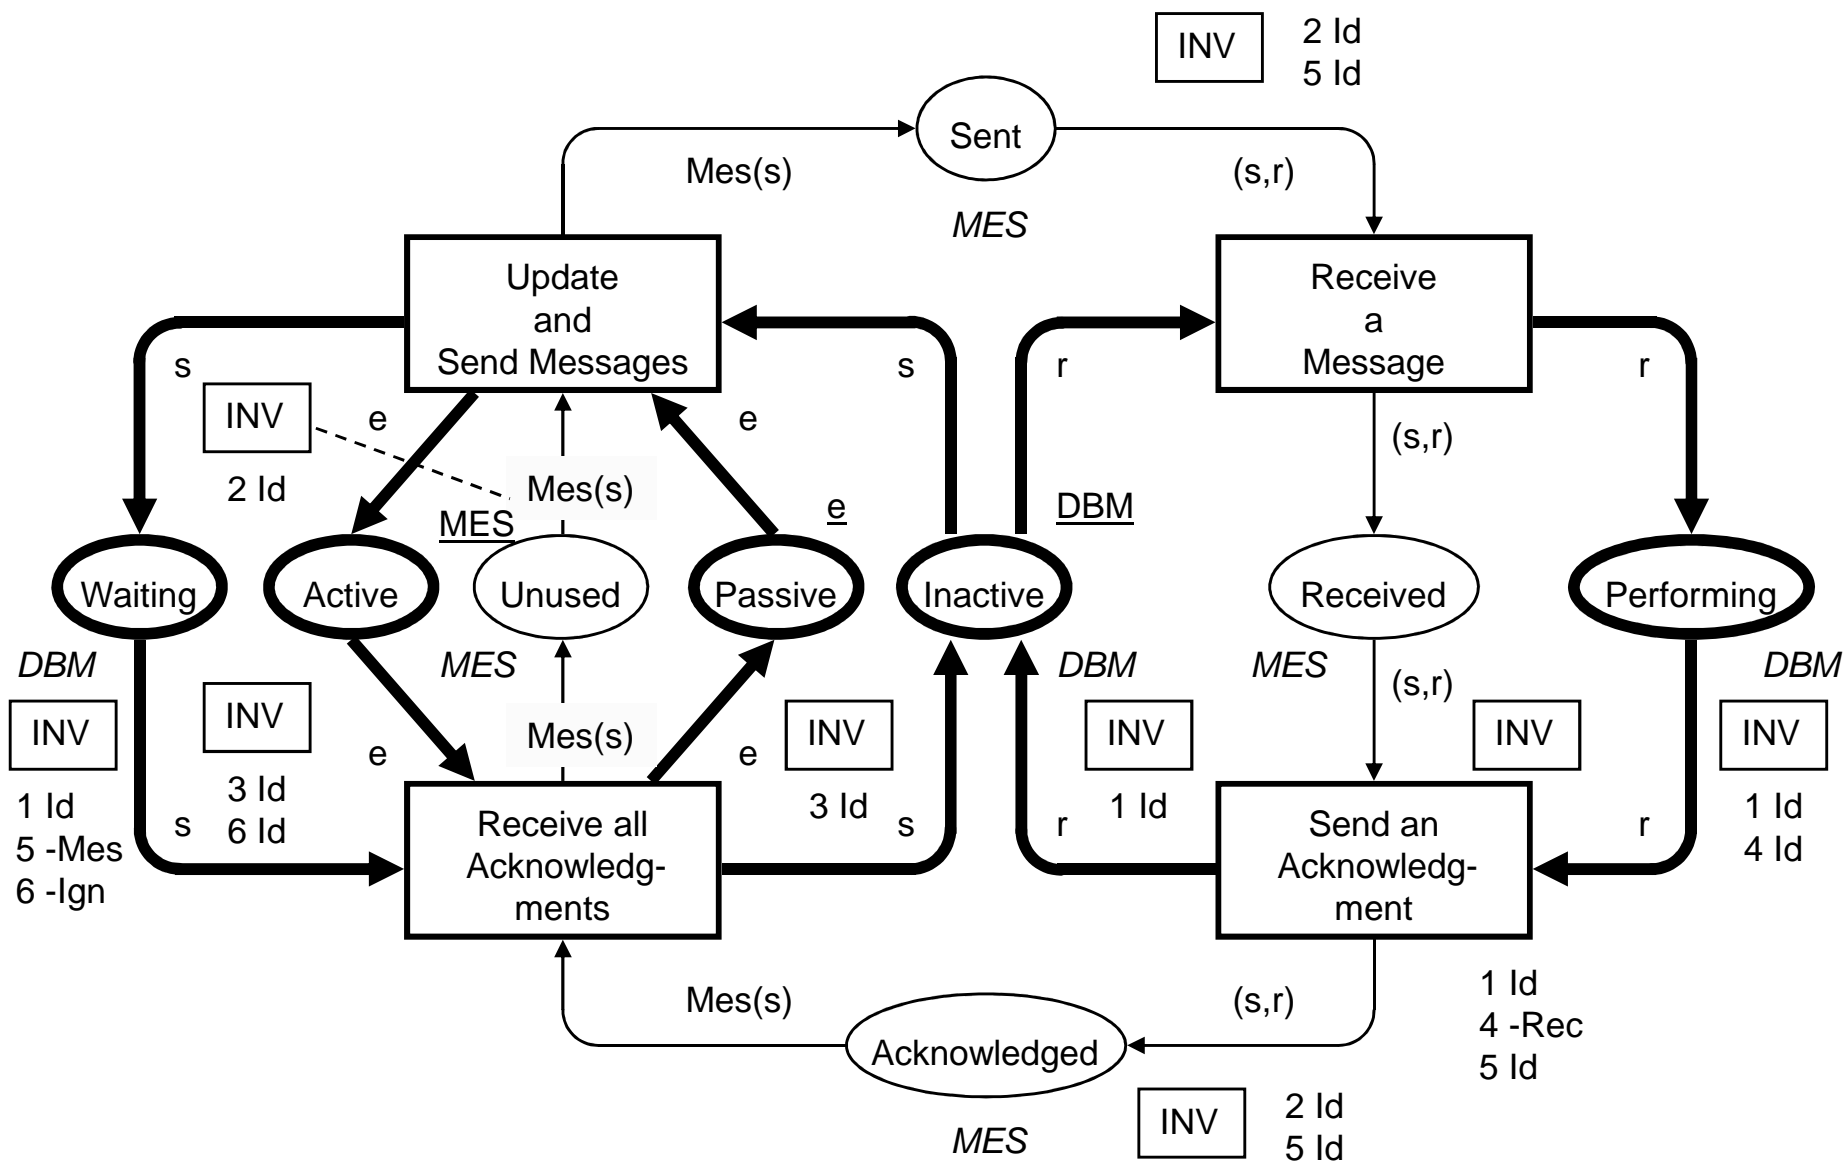 INV
2 Id
5 Id
Sent
Mes(s)
(s,r)
MES
Update
and
Send Messages
Receive
a
Message
s
s
r
r
INV
2 Id
e
e
(s,r)
Mes(s)
MES
e
DBM
Waiting
Active
Unused
Passive
Inactive
Received
Performing
DBM
MES
DBM
MES
DBM
INV
1 Id
5 -Mes
6 -Ign
INV
3 Id
6 Id
s
e
Mes(s)
e
INV
3 Id
s
INV
1 Id
r
(s,r)
INV
1 Id
4 -Rec
5 Id
INV
1 Id
4 Id
r
Receive all
Acknowledg-
ments
Send an
Acknowledg-
ment
Mes(s)
(s,r)
Acknowledged
MES
INV
2 Id
5 Id